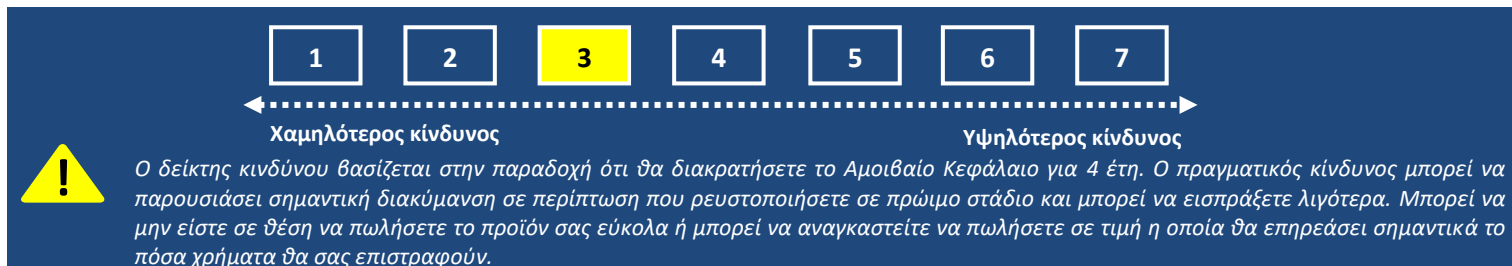 1 2 3 4 5 6 7
Χαμηλότερος κίνδυνος Υψηλότερος κίνδυνος
!
Ο δείκτης κινδύνου βασίζεται στην παραδοχή ότι θα διακρατήσετε το Αμοιβαίο Κεφάλαιο για 4 έτη. Ο πραγματικός κίνδυνος μπορεί να
παρουσιάσει σημαντική διακύμανση σε περίπτωση που ρευστοποιήσετε σε πρώιμο στάδιο και μπορεί να εισπράξετε λιγότερα. Μπορεί να
μην είστε σε θέση να πωλήσετε το προϊόν σας εύκολα ή μπορεί να αναγκαστείτε να πωλήσετε σε τιμή η οποία θα επηρεάσει σημαντικά το
πόσα χρήματα θα σας επιστραφούν.